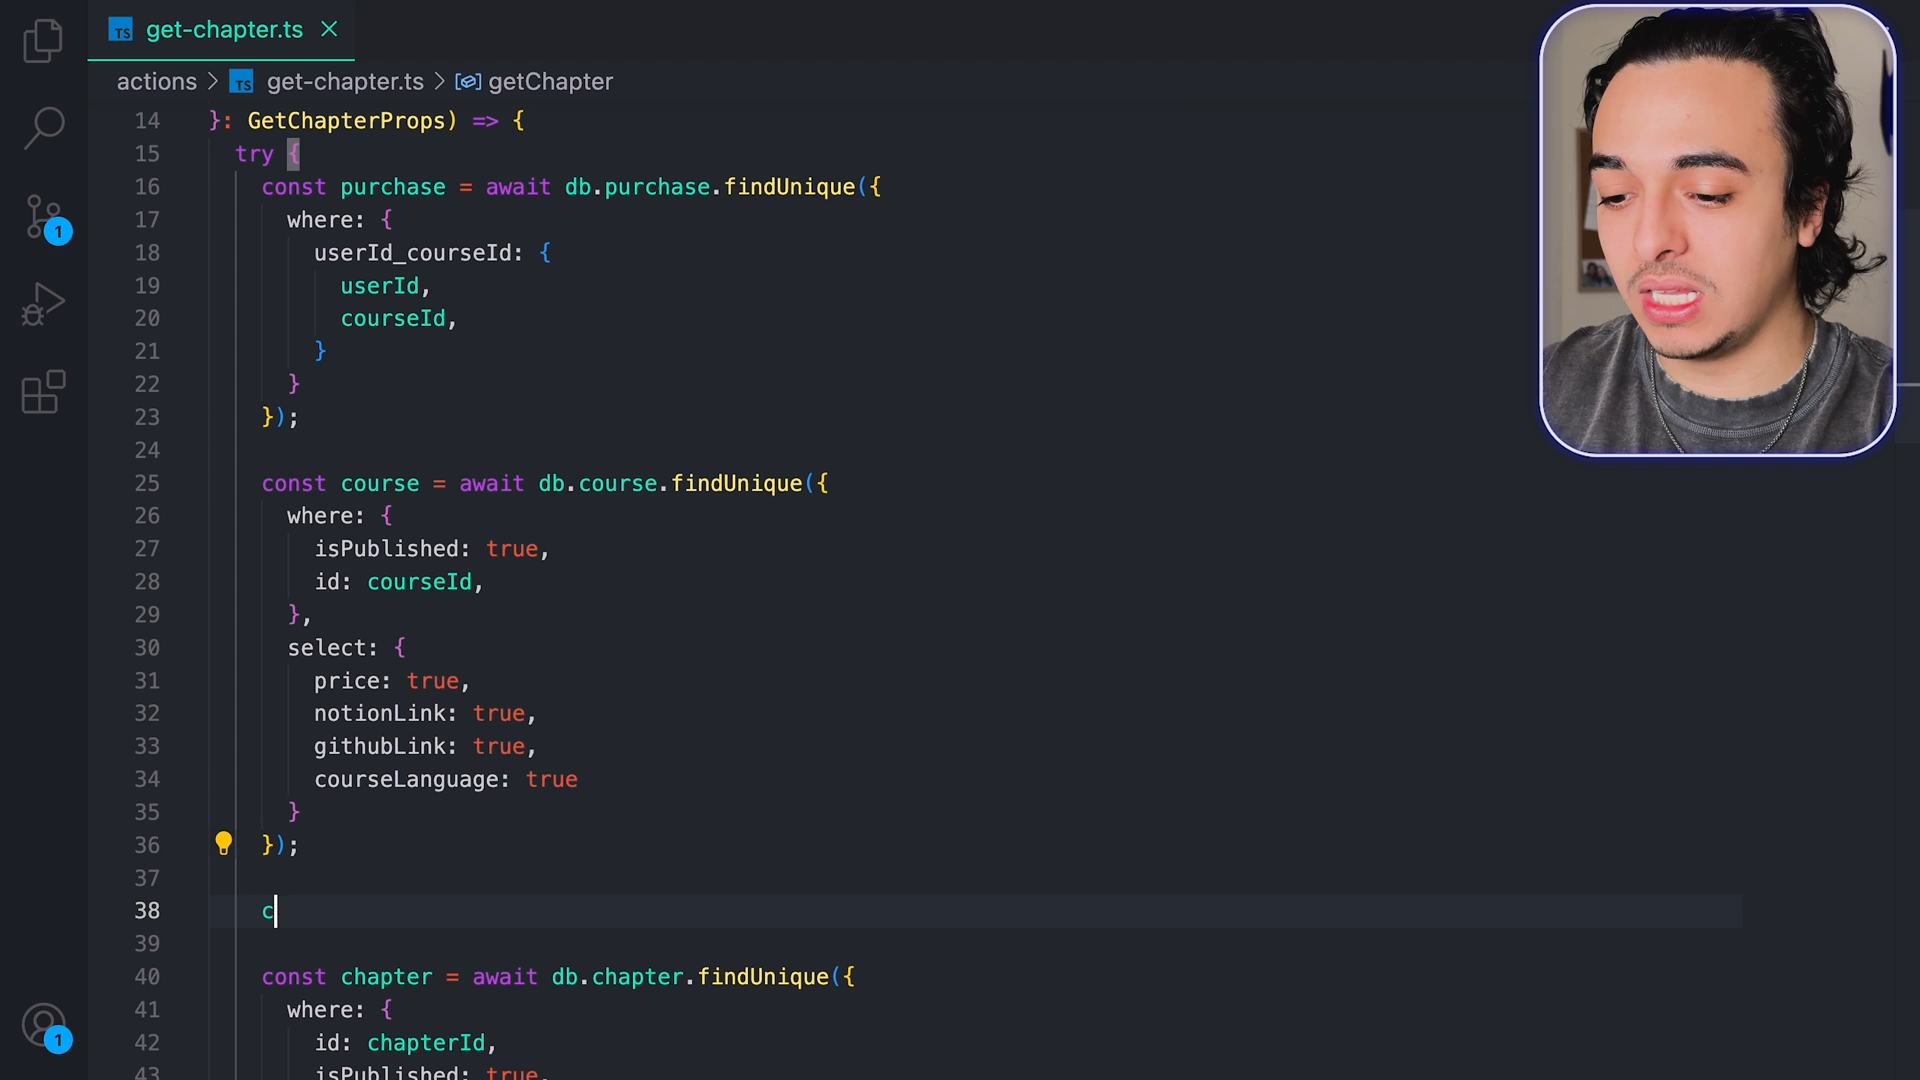 TS get-chapter.ts
actions > TS get-chapter.ts > getChapter
14 }: GetChapterProps) => {
15 try {
16 const purchase = await db.purchase.findUnique({
17 where: {
18 userId_courseId: {
19 userId,
20 courseId,
21 }
22 }
23 });
24
25 const course = await db.course.findUnique({
26 where: {
27 isPublished: true,
28 id: courseId,
29 },
30 select: {
31 price: true,
32 notionLink: true,
33 githubLink: true,
34 courseLanguage: true
35 }
36 });
37
38 c
39
40 const chapter = await db.chapter.findUnique({
41 where: {
42 id: chapterId,
43 isPublished: true,
1
1